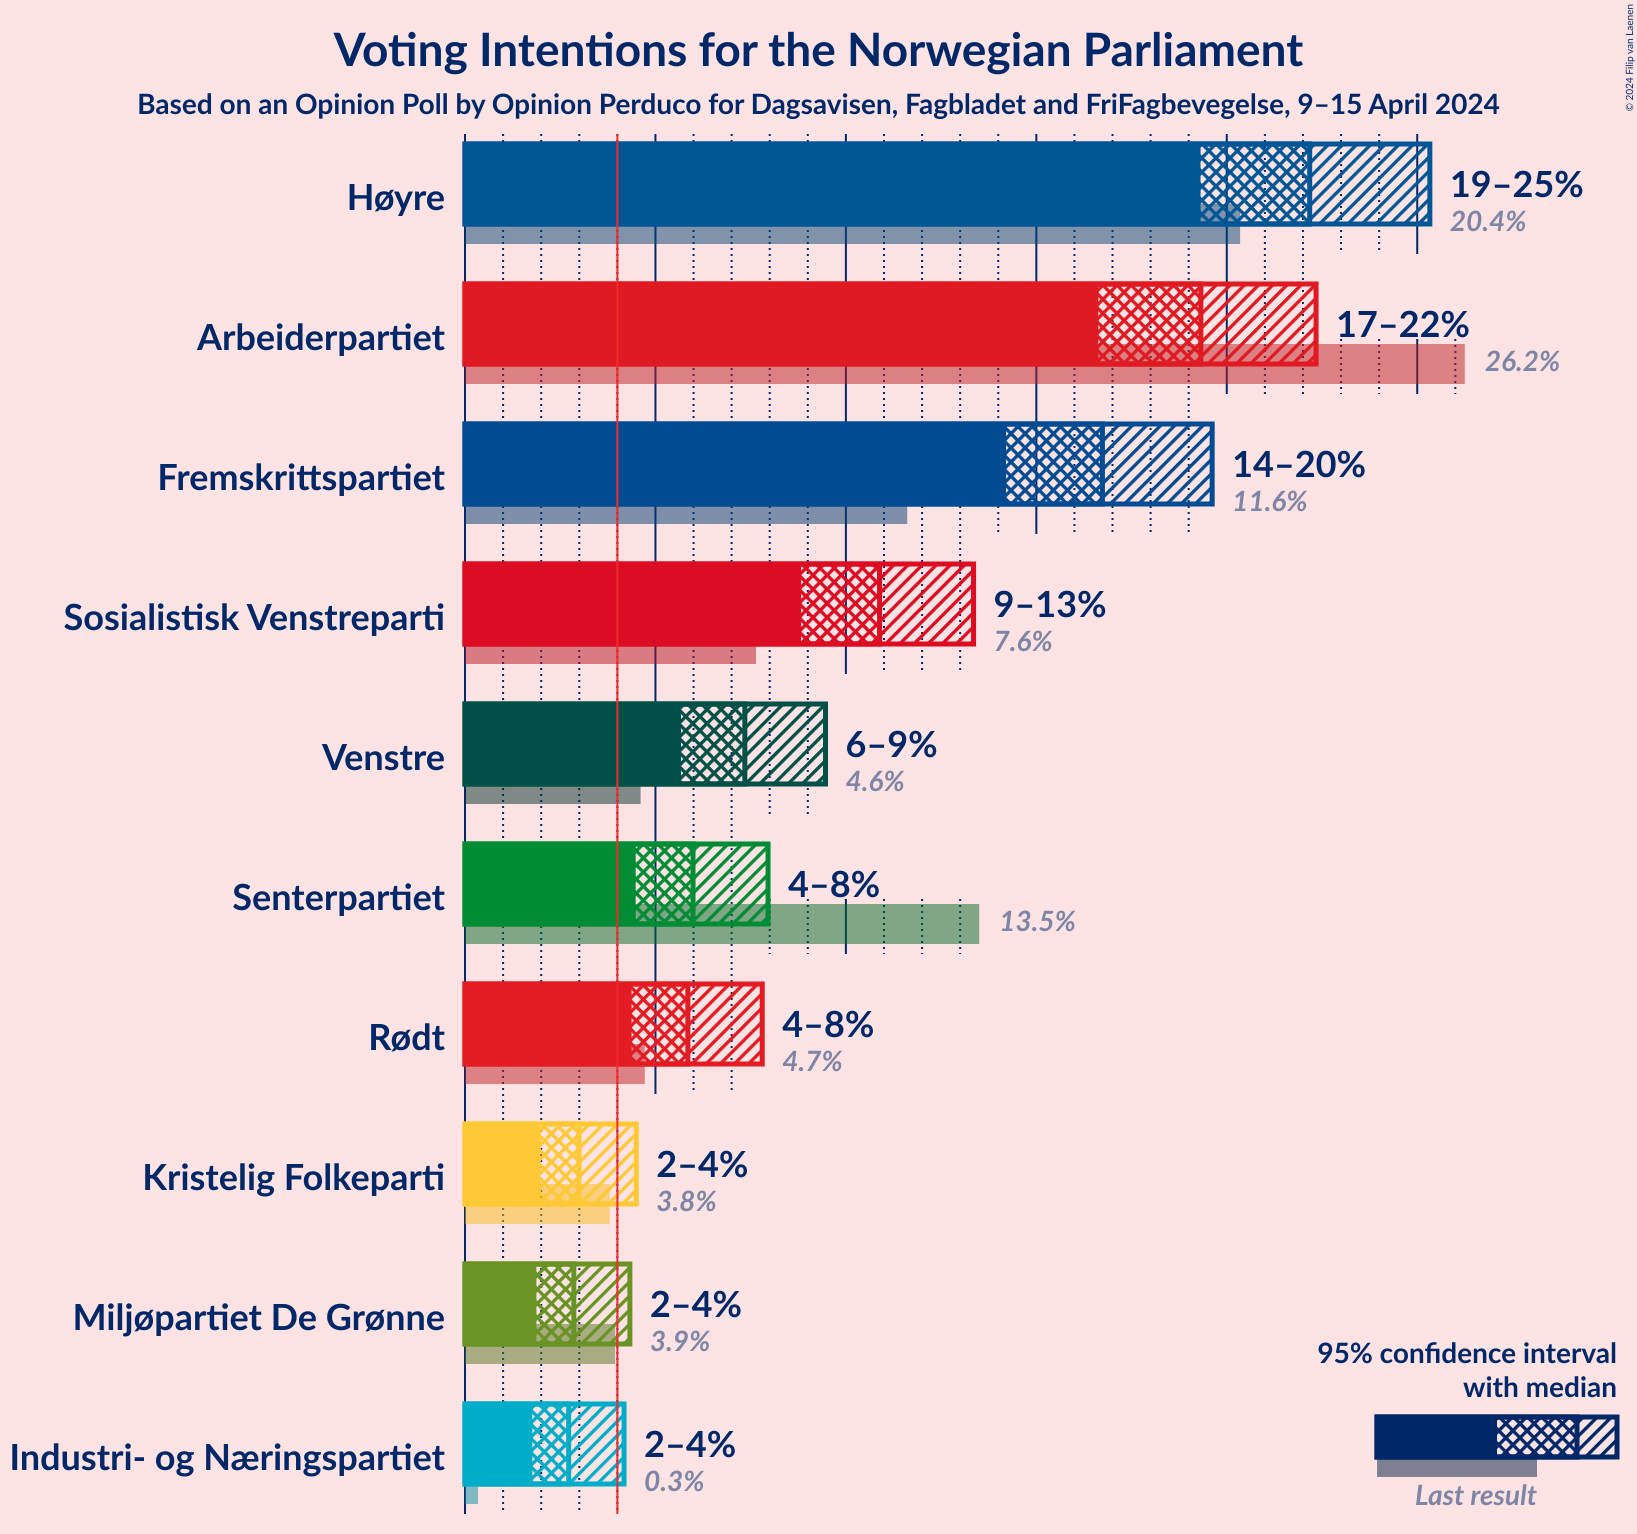 Voting Intentions for the Norwegian Parliament
Based on an Opinion Poll by Opinion Perduco for Dagsavisen, Fagbladet and FriFagbevegelse, 9–15 April 2024
© 2024 Filip van Laenen
Høyre
19–25%
20.4%
Arbeiderpartiet
17–22%
26.2%
Fremskrittspartiet
14–20%
11.6%
Sosialistisk Venstreparti
9–13%
7.6%
Venstre
6–9%
4.6%
Senterpartiet
4–8%
13.5%
Rødt
4–8%
4.7%
Kristelig Folkeparti
2–4%
3.8%
Miljøpartiet De Grønne
2–4%
3.9%
Industri- og Næringspartiet
2–4%
0.3%
95% confidence interval
with median
Last result